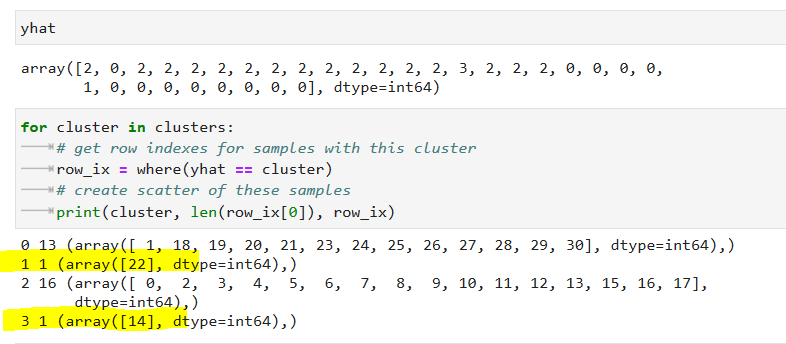 yhat
array([2, 0, 2, 2, 2, 2, 2, 2, 2, 2, 2, 2, 2, 2, 3, 2, 2, 2, 0, 0, 0, 0,
1, 0, 0, 0, 0, 0, 0, 0, 0], dtype=int64)
for cluster in clusters:
# get row indexes for samples with this cluster
row_ix = where(yhat == cluster)
# create scatter of these samples
print(cluster, len(row_ix[0]), row_ix)
0 13 (array([ 1, 18, 19, 20, 21, 23, 24, 25, 26, 27, 28, 29, 30], dtype=int64),)
1 1 (array([22], dtype=int64),)
2 16 (array([ 0,  2,  3,  4,  5,  6,  7,  8,  9, 10, 11, 12, 13, 15, 16, 17],
dtype=int64),)
3 1 (array([14], dtype=int64),)